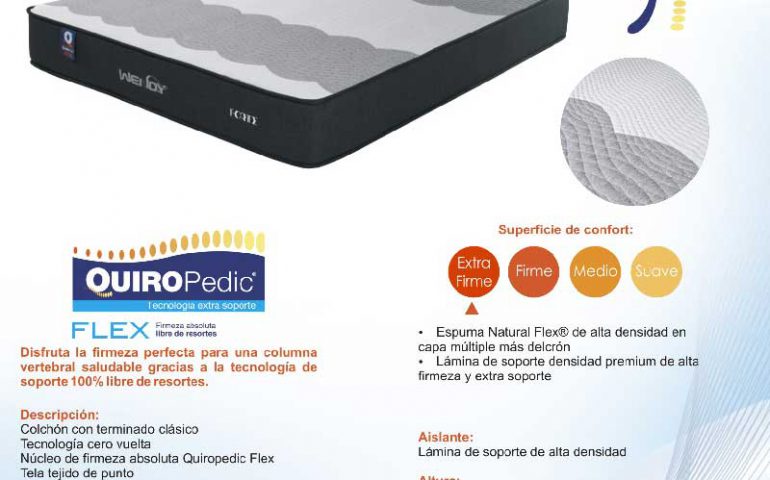 WENDY
FORTE
QUIROPedic®
Tecnología extra soporte
FLEX
Firmeza absoluta
libre de resortes
Disfruta la firmeza perfecta para una columna
vertebral saludable gracias a la tecnología de
soporte 100% libre de resortes.
Descripción:
Colchón con terminado clásico
Tecnología cero vuelta
Núcleo de firmeza absoluta Quiropedic Flex
Tela tejido de punto
Superficie de confort:
Extra
Firme
Firme
Medio
Suave
• Espuma Natural Flex® de alta densidad en
capa múltiple más delcrón
• Lámina de soporte densidad premium de alta
firmeza y extra soporte
Aislante:
Lámina de soporte de alta densidad
Altura: